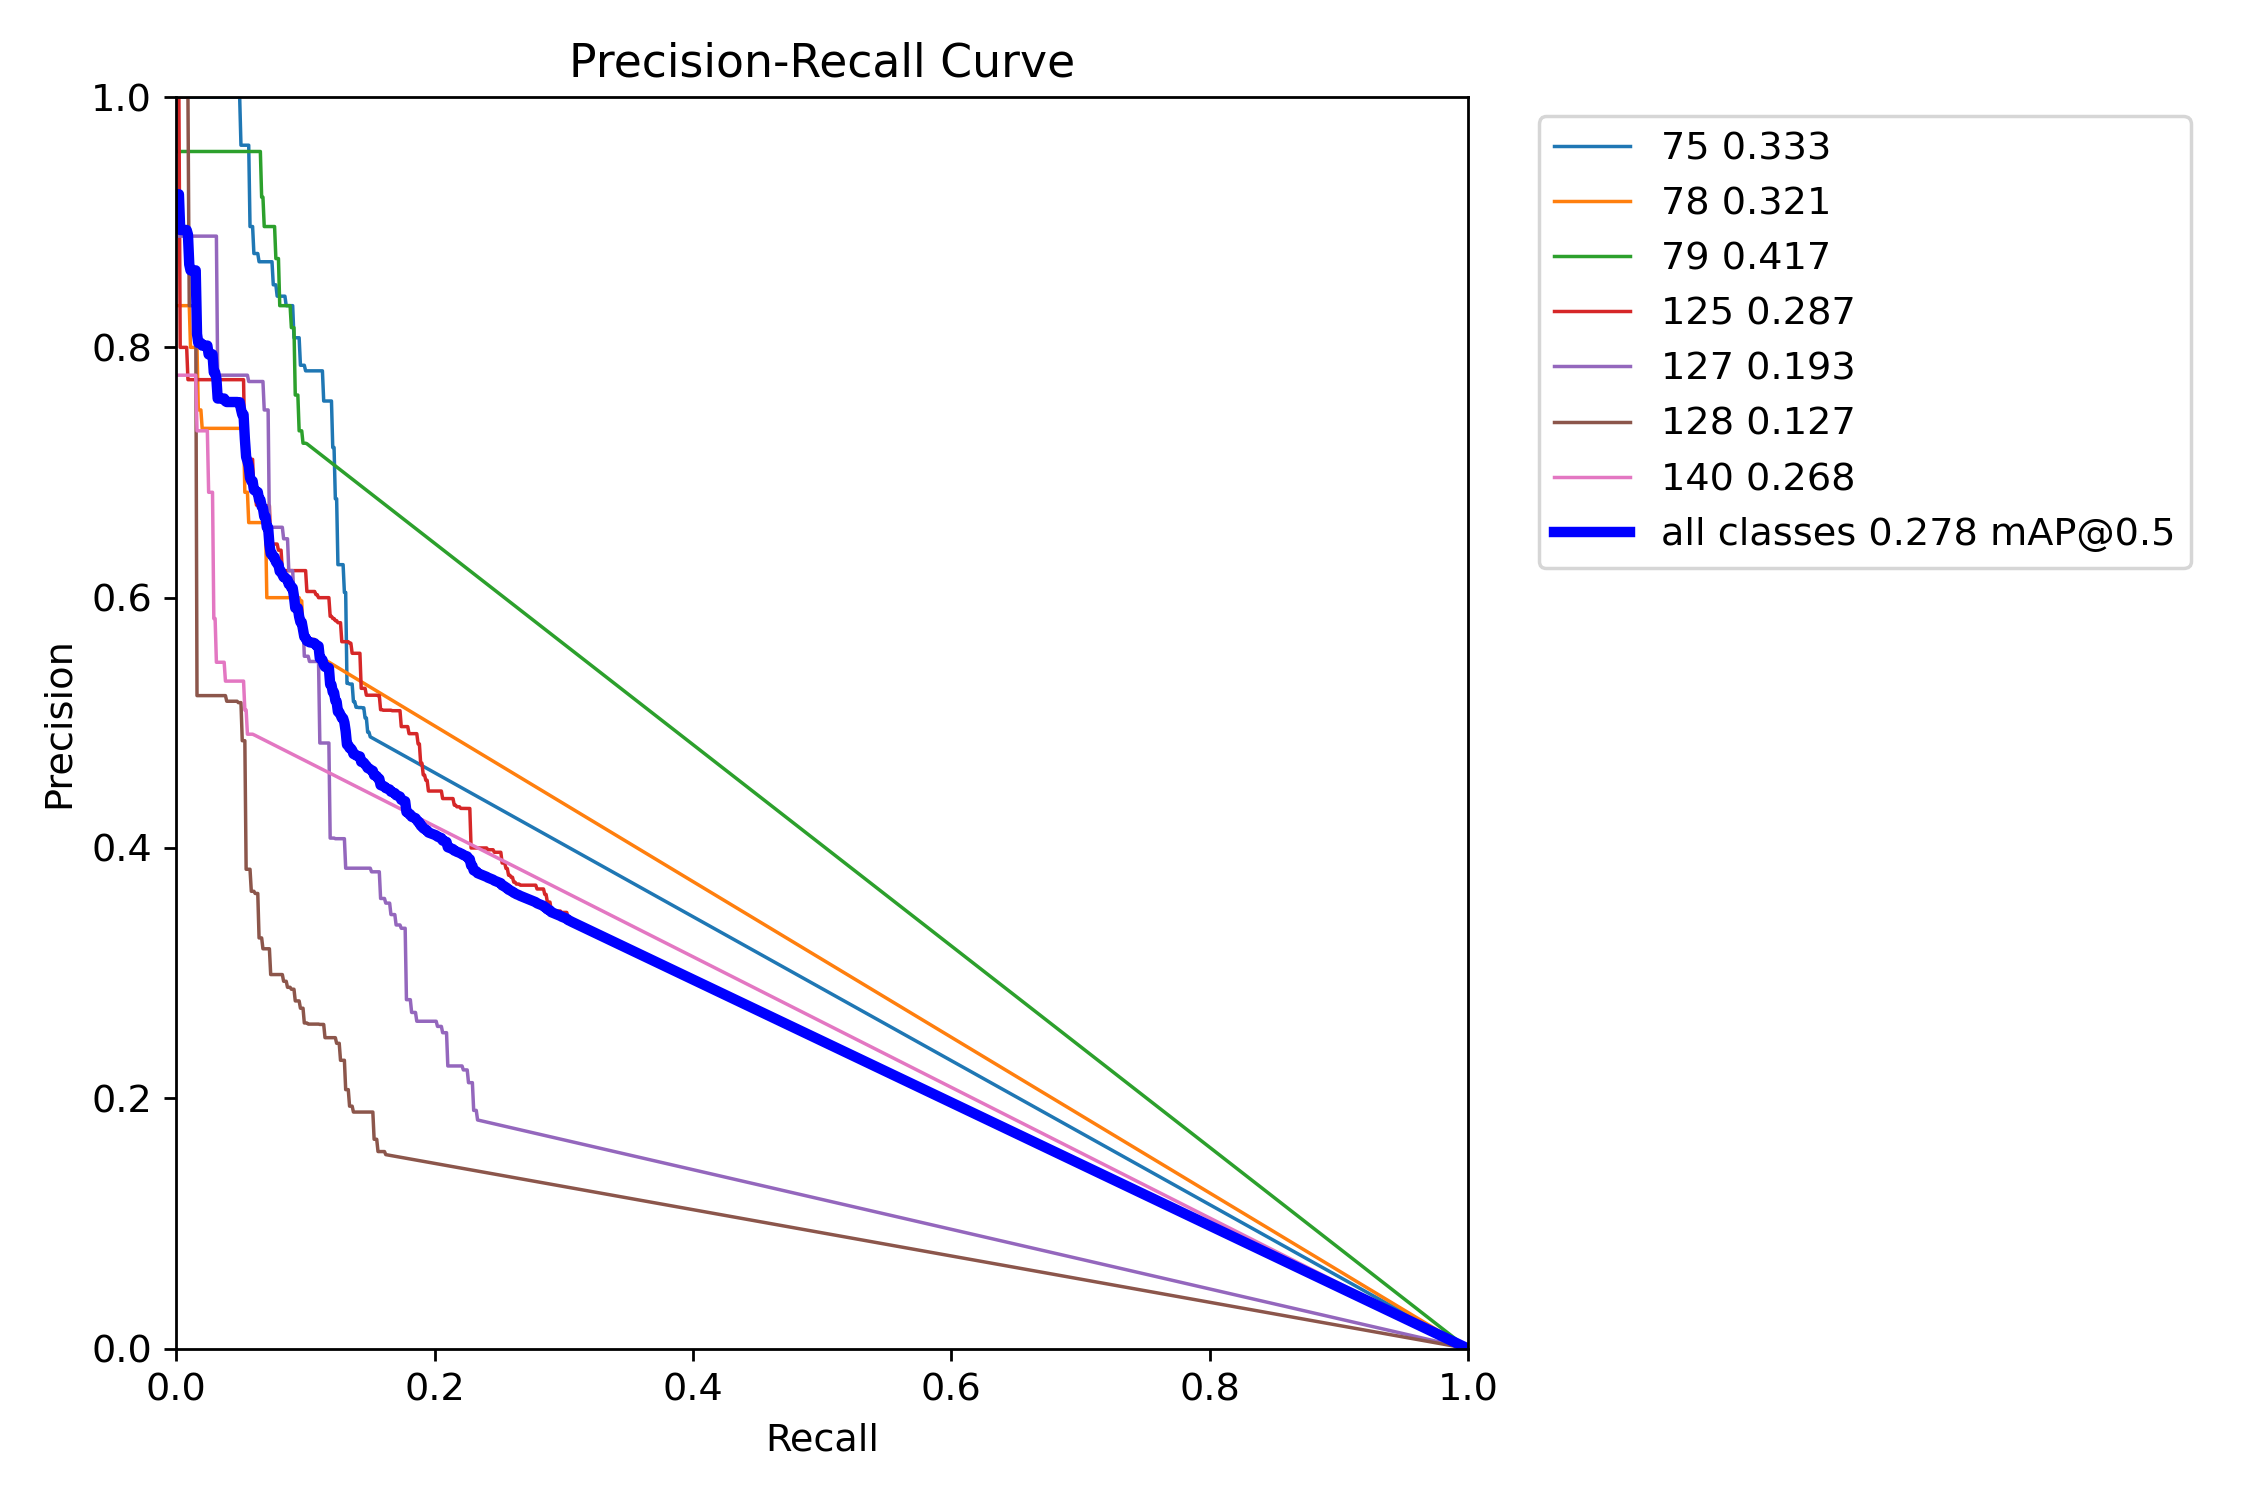 Precision-Recall Curve
1.0
0.8
0.6
0.4
0.2
0.0
Precision
0.0 0.2 0.4 0.6 0.8 1.0
Recall
75 0.333
78 0.321
79 0.417
125 0.287
127 0.193
128 0.127
140 0.268
all classes 0.278 mAP@0.5